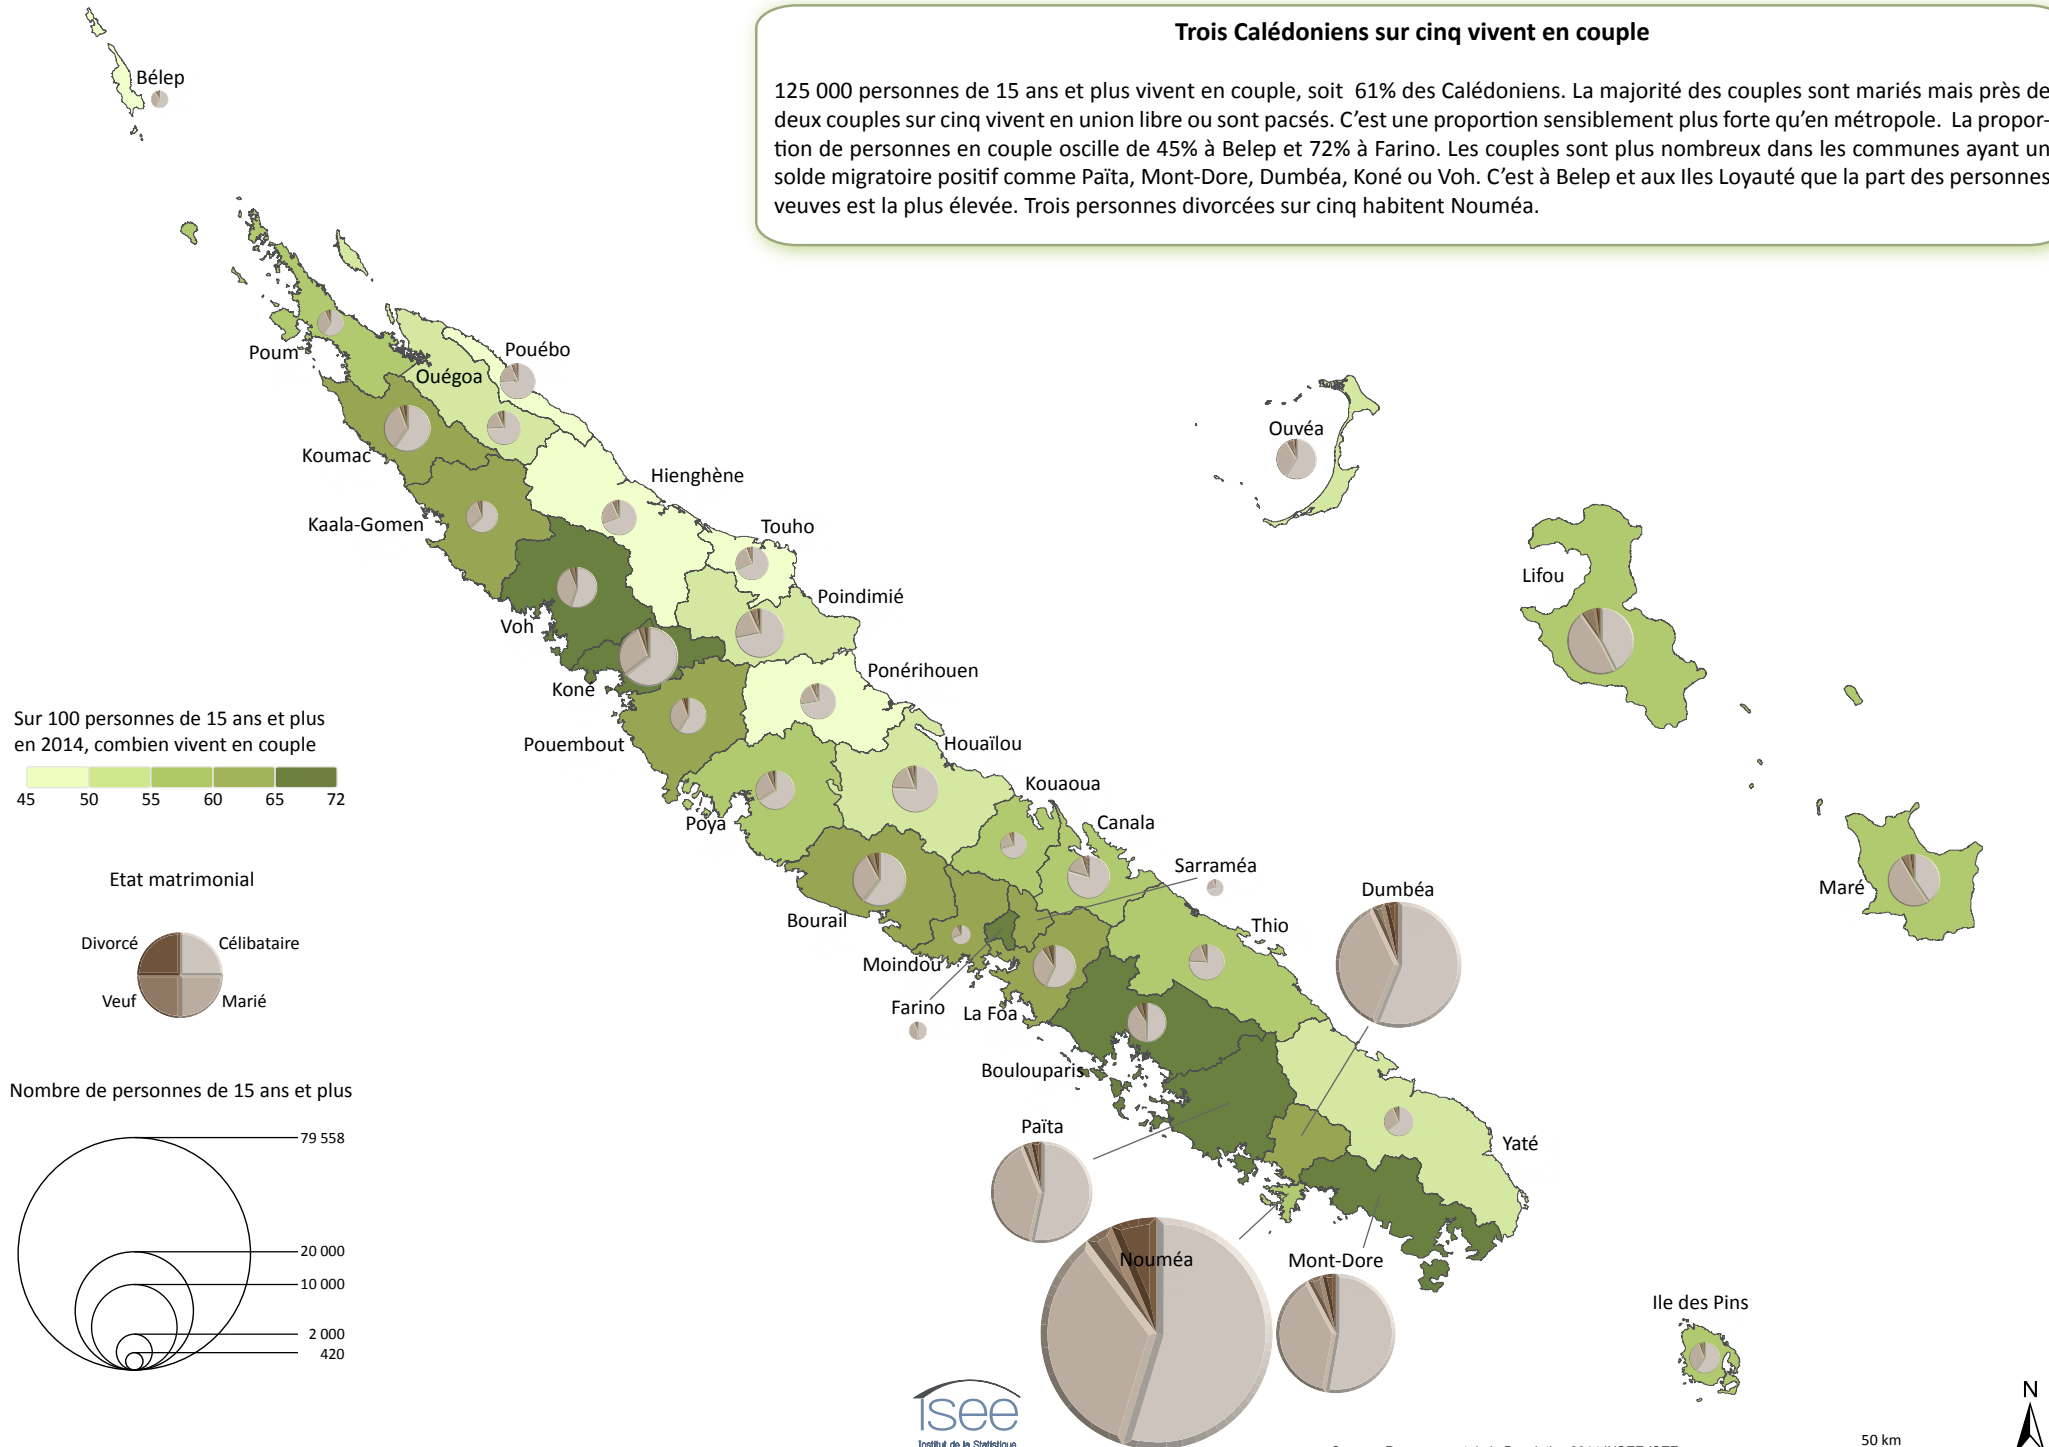 Trois Calédoniens sur cinq vivent en couple
125 000 personnes de 15 ans et plus vivent en couple, soit 61% des Calédoniens. La majorité des couples sont mariés mais près de
deux couples sur cinq vivent en union libre ou sont pacsés. C'est une proportion sensiblement plus forte qu'en métropole. La propor-
tion de personnes en couple oscille de 45% à Belep et 72% à Farino. Les couples sont plus nombreux dans les communes ayant un
solde migratoire positif comme Païta, Mont-Dore, Dumbéa, Koné ou Voh. C'est à Belep et aux Iles Loyauté que la part des personnes
veuves est la plus élevée. Trois personnes divorcées sur cinq habitent Nouméa.
Bélep
Poum
Pouébo
Ouégoa
Koumac
Ouvéa
Hienghène
Kaala-Gomen
Touho
Lifou
Poindimié
Voh
Ponérihouen
Koné
Sur 100 personnes de 15 ans et plus
en 2014, combien vivent en couple
45 50 55 60 65 72
Pouembout
Houaïlou
Kouaoua
Poya
Canala
Sarraméa
Etat matrimonial
Dumbéa
Maré
Bourail
Thio
Divorcé
Célibataire
Moindou
Veuf
Marié
Farino
La Foa
Boulouparis
Nombre de personnes de 15 ans et plus
Païta
79 558
Yaté
20 000
Nouméa
Mont-Dore
10 000
Ile des Pins
2 000
420
N
isee
Institut de la Statistique
50 km